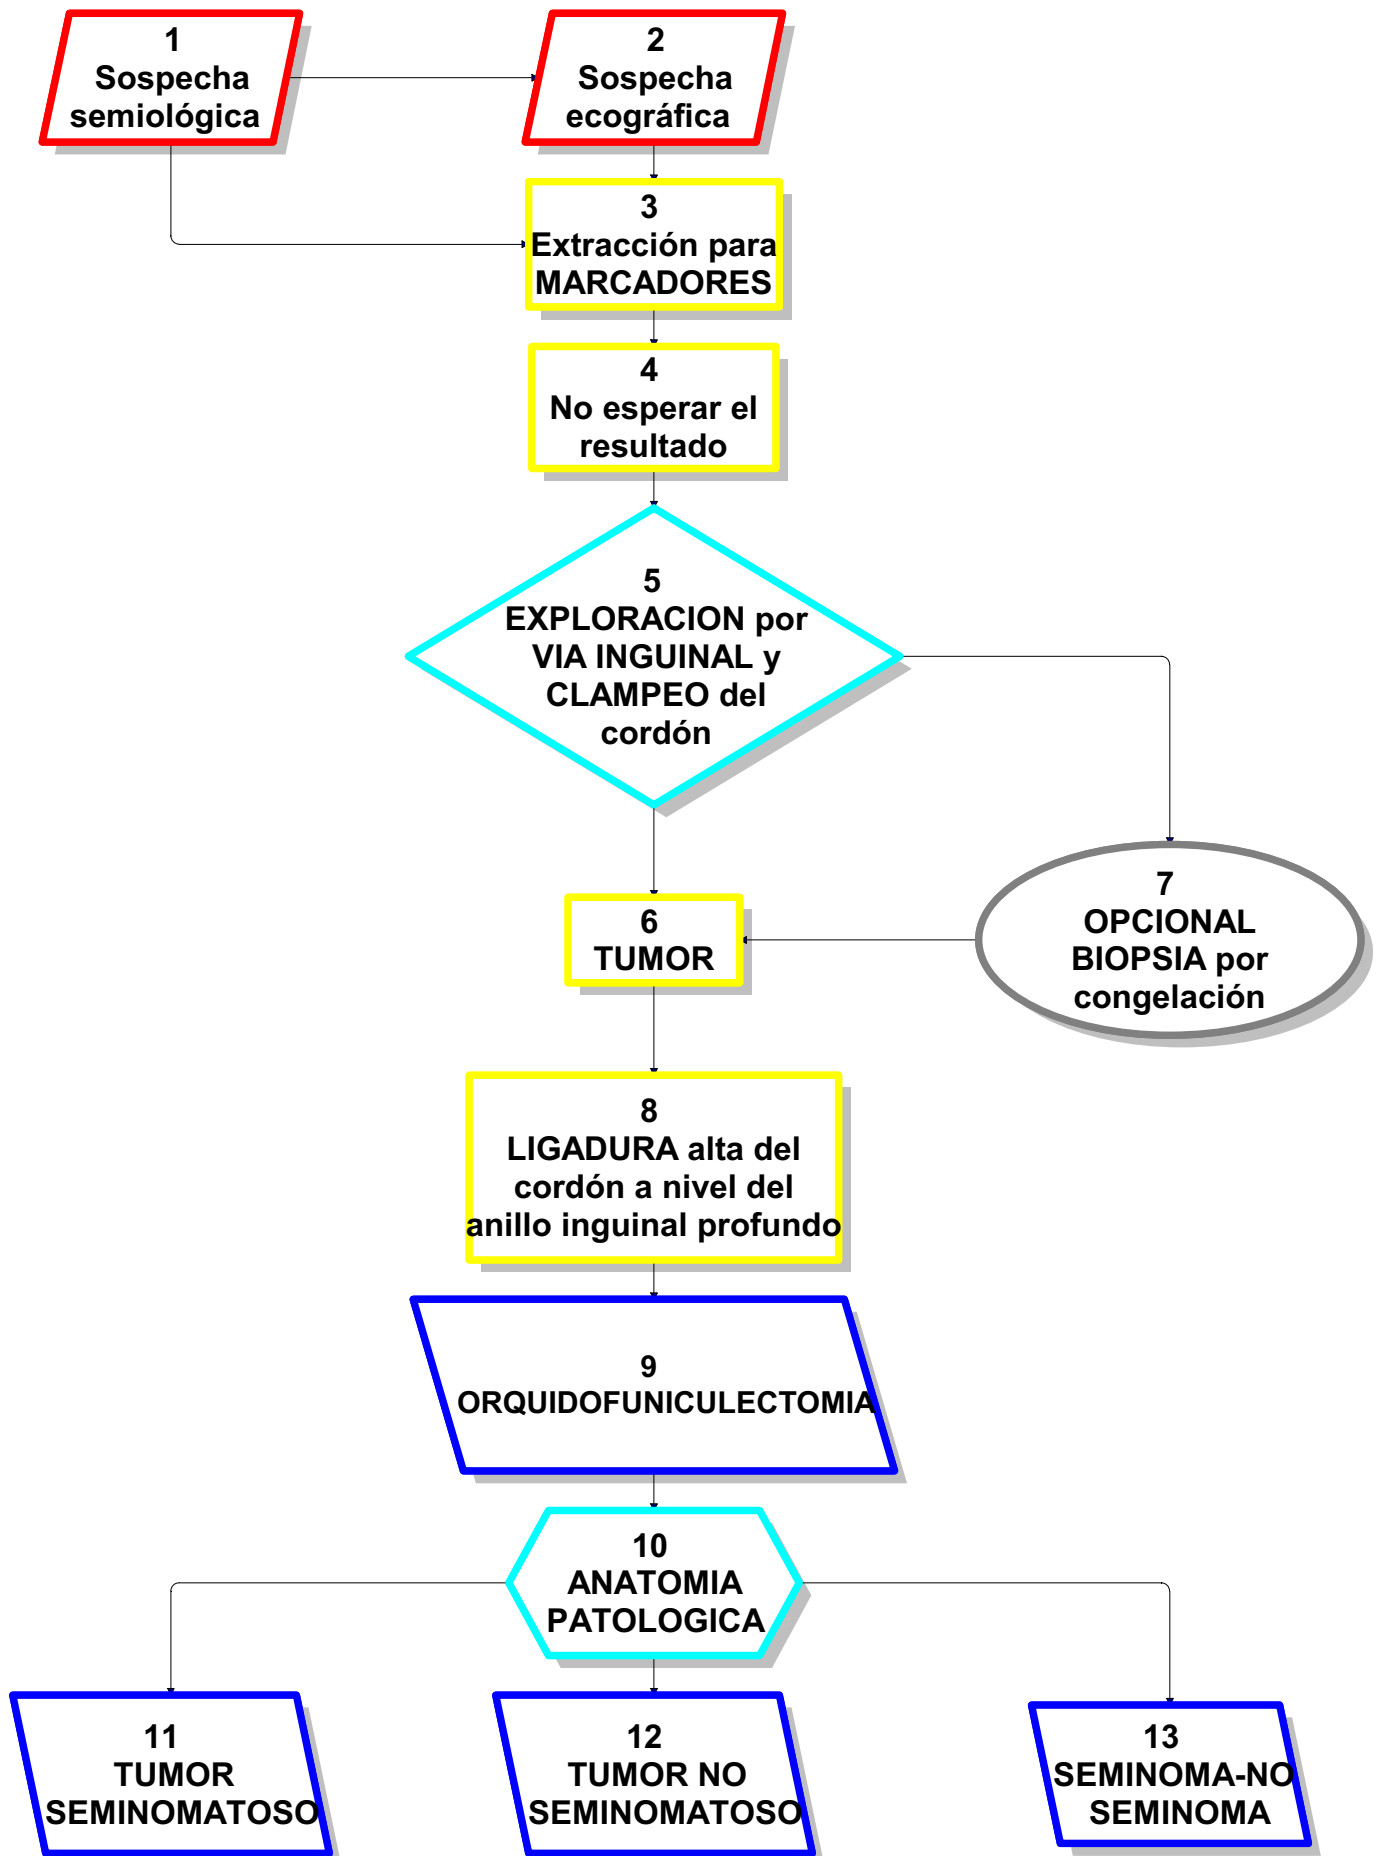 1
Sospecha
semiológica
2
Sospecha
ecográfica
3
Extracción para
MARCADORES
4
No esperar el
resultado
5
EXPLORACION por
VIA INGUINAL y
CLAMPEO del
cordón
6
TUMOR
7
OPCIONAL
BIOPSIA por
congelación
8
LIGADURA alta del
cordón a nivel del
anillo inguinal profundo
9
ORQUIDOFUNICULECTOMIA
10
ANATOMIA
PATOLOGICA
11
TUMOR
SEMINOMATOSO
12
TUMOR NO
SEMINOMATOSO
13
SEMINOMA-NO
SEMINOMA